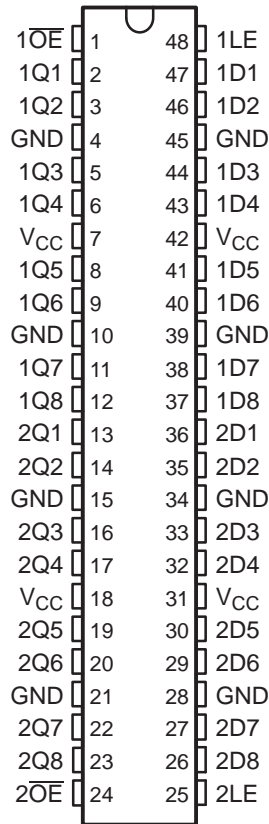 1O̅E̅ 1 48 1LE
1Q1 2 47 1D1
1Q2 3 46 1D2
GND 4 45 GND
1Q3 5 44 1D3
1Q4 6 43 1D4
VCC 7 42 VCC
1Q5 8 41 1D5
1Q6 9 40 1D6
GND 10 39 GND
1Q7 11 38 1D7
1Q8 12 37 1D8
2Q1 13 36 2D1
2Q2 14 35 2D2
GND 15 34 GND
2Q3 16 33 2D3
2Q4 17 32 2D4
VCC 18 31 VCC
2Q5 19 30 2D5
2Q6 20 29 2D6
GND 21 28 GND
2Q7 22 27 2D7
2Q8 23 26 2D8
2O̅E̅ 24 25 2LE